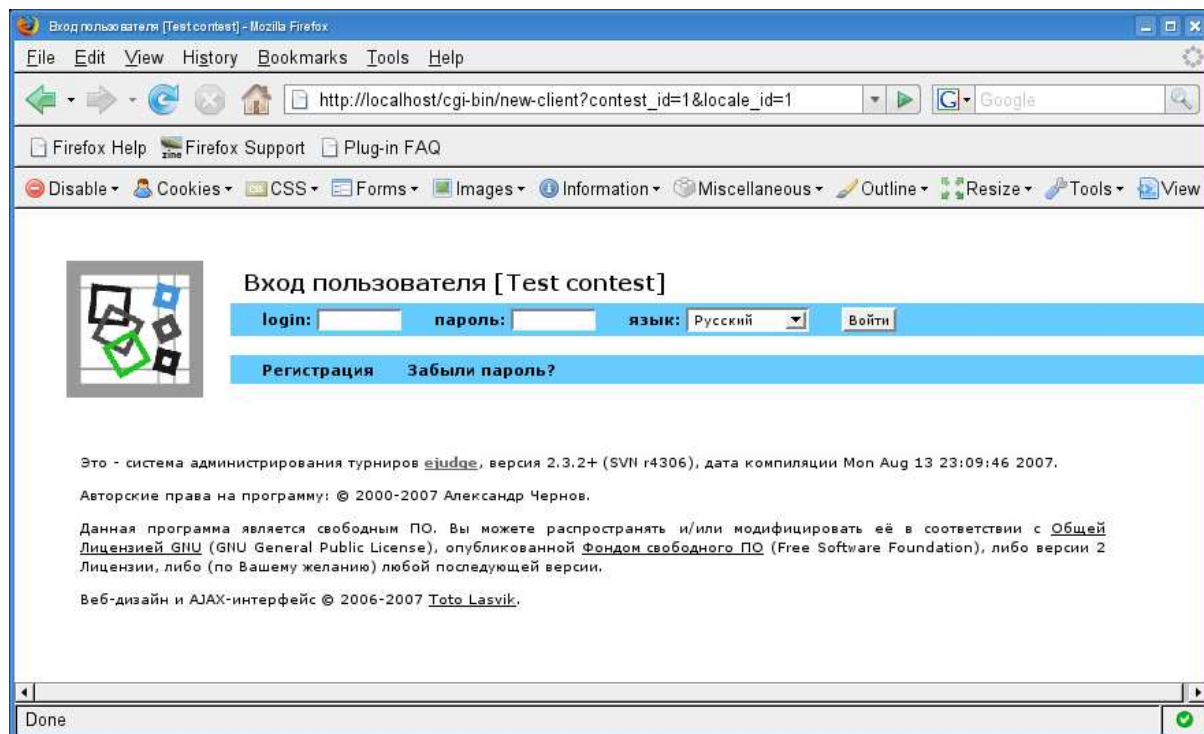 Вход пользователя [Test contest] - Mozilla Firefox
File Edit View History Bookmarks Tools Help
http://localhost/cgi-bin/new-client?contest_id=1&locale_id=1 G Google
Firefox Help zine Firefox Support Plug-in FAQ
Disable Cookies CSS Forms Images Information Miscellaneous Outline Resize Tools View
Вход пользователя [Test contest]
login: пароль: язык: Русский Войти
Регистрация Забыли пароль?
Это - система администрирования турниров ejudge, версия 2.3.2+ (SVN r4306), дата компиляции Mon Aug 13 23:09:46 2007.
Авторские права на программу: © 2000-2007 Александр Чернов.
Данная программа является свободным ПО. Вы можете распространять и/или модифицировать её в соответствии с Общей
Лицензией GNU (GNU General Public License), опубликованной Фондом свободного ПО (Free Software Foundation), либо версии 2
Лицензии, либо (по Вашему желанию) любой последующей версии.
Веб-дизайн и AJAX-интерфейс © 2006-2007 Toto Lasvik.
Done